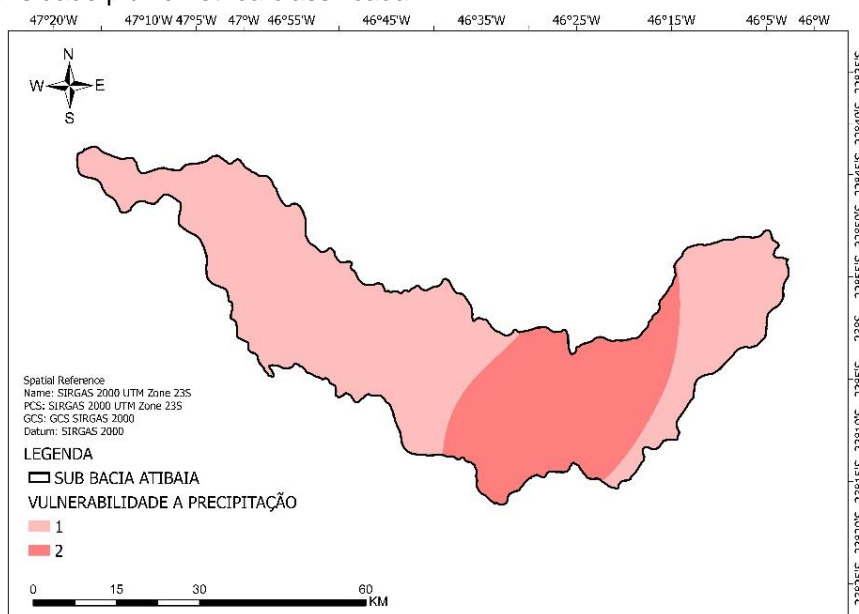 47°20'W 47°10'W 47°5'W 47°W 46°55'W 46°45'W 46°35'W 46°25'W 46°15'W 46°5'W 46°W
N
W E
S
Spatial Reference
Name: SIRGAS 2000 UTM Zone 23S
PCS: SIRGAS 2000 UTM Zone 23S
GCS: GCS SIRGAS 2000
Datum: SIRGAS 2000
LEGENDA
SUB BACIA ATIBAIA
VULNERABILIDADE A PRECIPITAÇÃO
1
2
0 15 30 60
KM